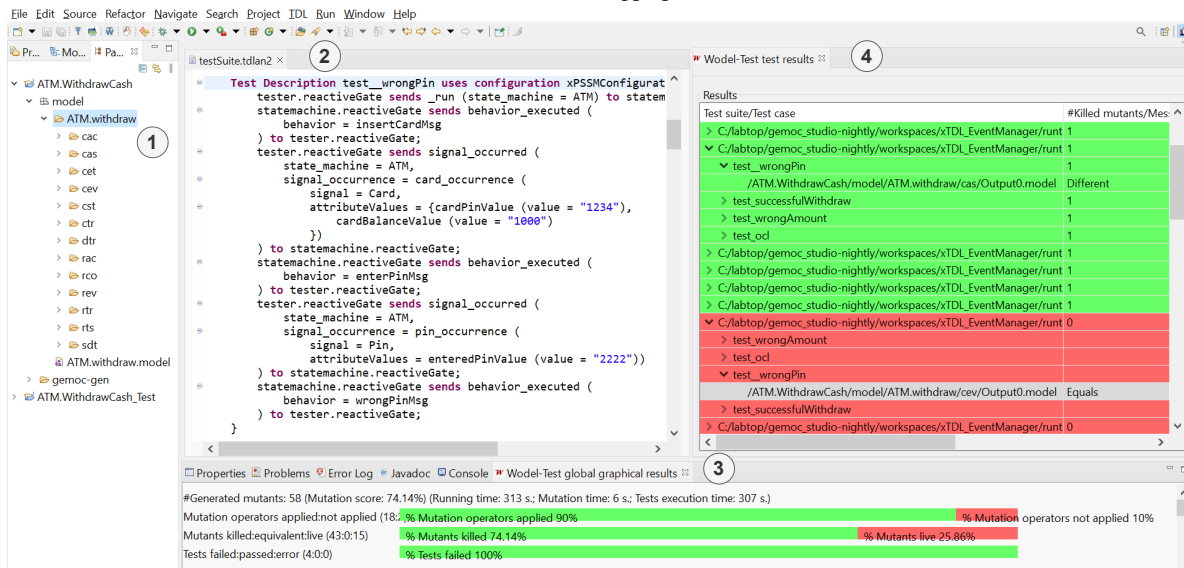 File Edit Source Refactor Navigate Search Project TDL Run Window Help
Pr... Mo... Pa...
ATM.WithdrawCash
model
ATM.withdraw
cac
cas
cet
cev
cst
ctr
dtr
rac
rco
rev
rtr
rts
sdt
ATM.withdraw.model
gemoc-gen
ATM.WithdrawCash_Test
1
testSuite.tdlan2
2
Test Description test__wrongPin uses configuration xPSSMConfigurat
tester.reactiveGate sends _run (state_machine = ATM) to statem
statemachine.reactiveGate sends behavior_executed (
behavior = insertCardMsg
) to tester.reactiveGate;
tester.reactiveGate sends signal_occurred (
state_machine = ATM,
signal_occurrence = card_occurrence (
signal = Card,
attributeValues = {cardPinValue (value = "1234"),
cardBalanceValue (value = "1000")
})
) to statemachine.reactiveGate;
statemachine.reactiveGate sends behavior_executed (
behavior = enterPinMsg
) to tester.reactiveGate;
tester.reactiveGate sends signal_occurred (
state_machine = ATM,
signal_occurrence = pin_occurrence (
signal = Pin,
attributeValues = enteredPinValue (value = "2222"))
) to statemachine.reactiveGate;
statemachine.reactiveGate sends behavior_executed (
behavior = wrongPinMsg
) to tester.reactiveGate;
}
Wodel-Test test results
4
Results
Test suite/Test case #Killed mutants/Mes
C:/labtop/gemoc_studio-nightly/workspaces/xTDL_EventManager/runt 1
C:/labtop/gemoc_studio-nightly/workspaces/xTDL_EventManager/runt 1
test__wrongPin 1
/ATM.WithdrawCash/model/ATM.withdraw/cas/Output0.model Different
test_successfulWithdraw 1
test_wrongAmount 1
test_ocl 1
C:/labtop/gemoc_studio-nightly/workspaces/xTDL_EventManager/runt 1
C:/labtop/gemoc_studio-nightly/workspaces/xTDL_EventManager/runt 1
C:/labtop/gemoc_studio-nightly/workspaces/xTDL_EventManager/runt 1
C:/labtop/gemoc_studio-nightly/workspaces/xTDL_EventManager/runt 1
C:/labtop/gemoc_studio-nightly/workspaces/xTDL_EventManager/runt 0
test_wrongAmount
test_ocl
test__wrongPin
/ATM.WithdrawCash/model/ATM.withdraw/cev/Output0.model Equals
test_successfulWithdraw
C:/labtop/gemoc_studio-nightly/workspaces/xTDL_EventManager/runt 0
Properties Problems Error Log Javadoc Console Wodel-Test global graphical results
3
#Generated mutants: 58 (Mutation score: 74.14%) (Running time: 313 s.; Mutation time: 6 s.; Tests execution time: 307 s.)
Mutation operators applied:not applied (18: % Mutation operators applied 90% % Mutation operators not applied 10%
Mutants killed:equivalent:live (43:0:15) % Mutants killed 74.14% % Mutants live 25.86%
Tests failed:passed:error (4:0:0) % Tests failed 100%